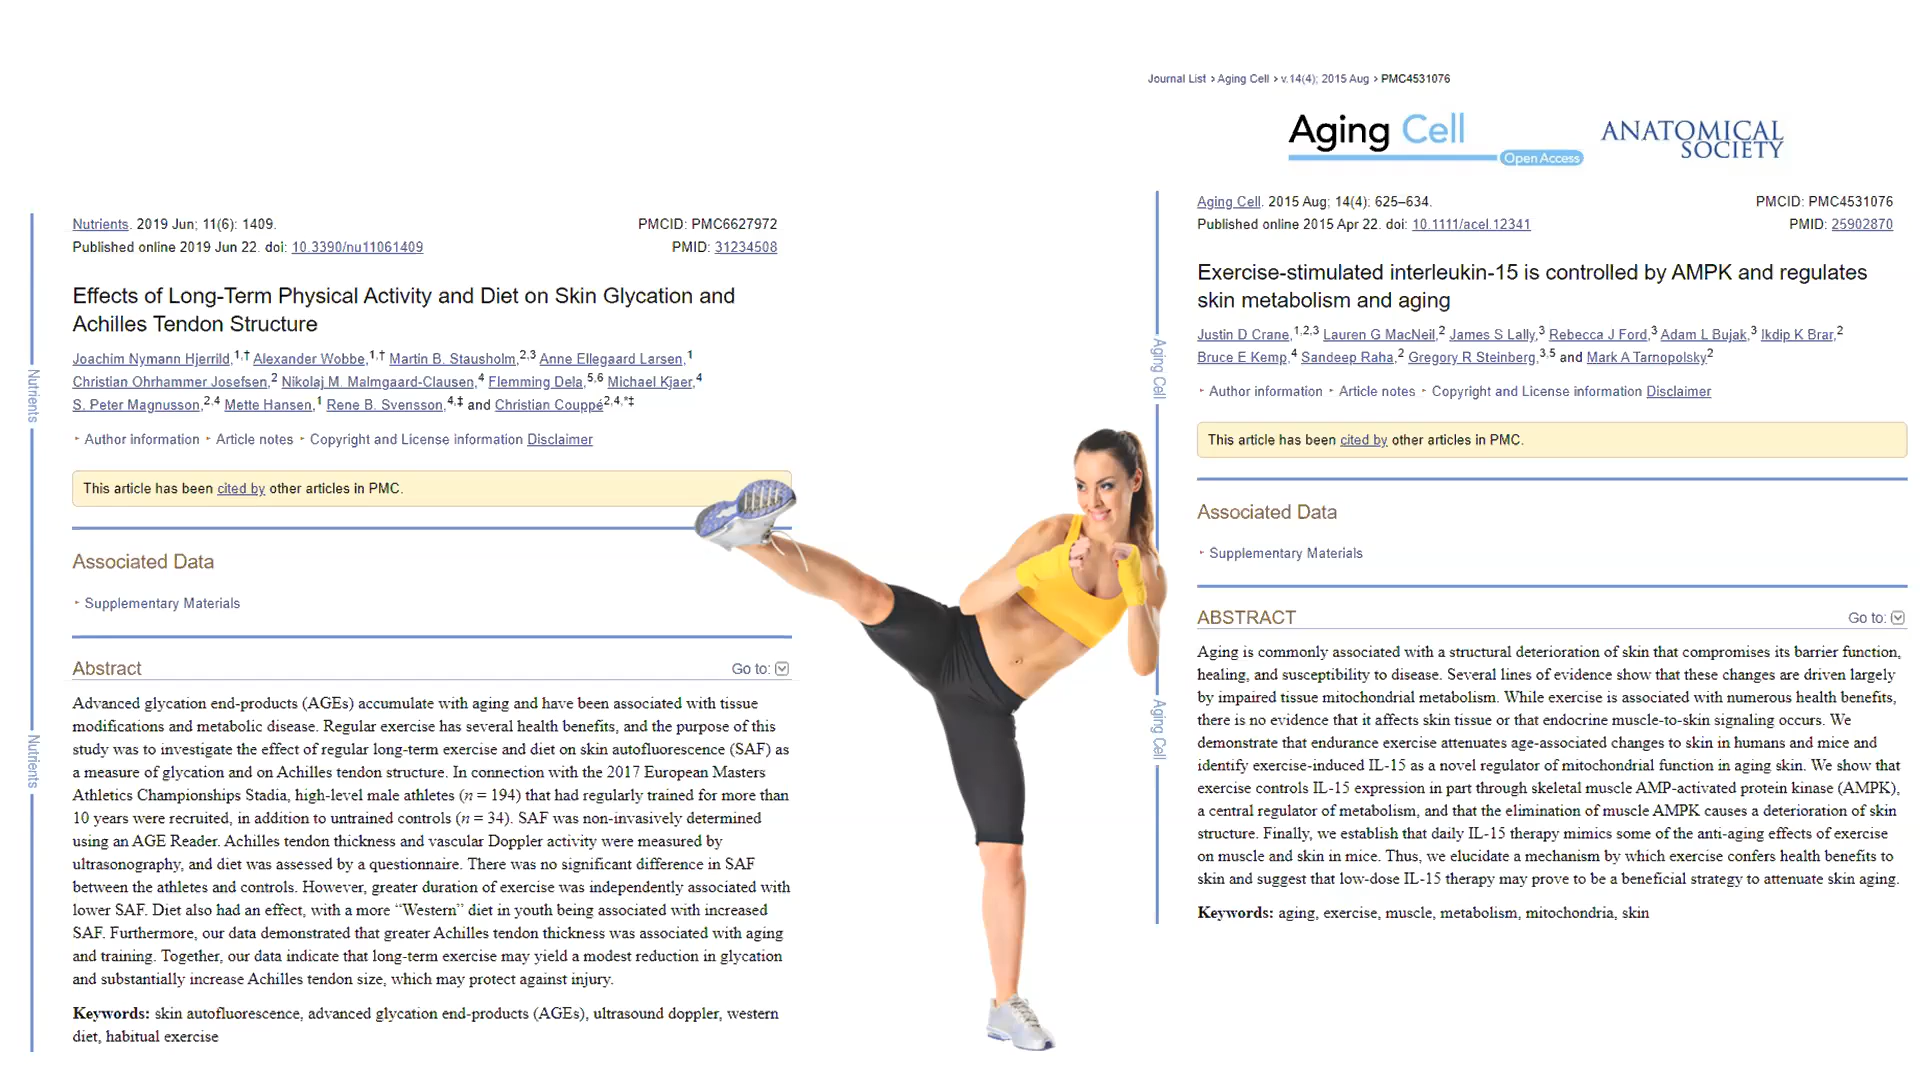 Nutrients. 2019 Jun; 11(6): 1409.
PMCID: PMC6627972
Published online 2019 Jun 22. doi: 10.3390/nu11061409
PMID: 31234508
Effects of Long-Term Physical Activity and Diet on Skin Glycation and
Achilles Tendon Structure
Joachim Nymann Hjerrild,1,† Alexander Wobbe,1,† Martin B. Stausholm,2,3 Anne Ellegaard Larsen,1
Christian Ohrhammer Josefsen,2 Nikolaj M. Malmgaard-Clausen,4 Flemming Dela,5,6 Michael Kjaer,4
S. Peter Magnusson,2,4 Mette Hansen,1 Rene B. Svensson,4,‡ and Christian Couppé2,4,*‡
Author information Article notes Copyright and License information Disclaimer
This article has been cited by other articles in PMC.
Associated Data
Supplementary Materials
Abstract
Go to:
Advanced glycation end-products (AGEs) accumulate with aging and have been associated with tissue
modifications and metabolic disease. Regular exercise has several health benefits, and the purpose of this
study was to investigate the effect of regular long-term exercise and diet on skin autofluorescence (SAF) as
a measure of glycation and on Achilles tendon structure. In connection with the 2017 European Masters
Athletics Championships Stadia, high-level male athletes (n = 194) that had regularly trained for more than
10 years were recruited, in addition to untrained controls (n = 34). SAF was non-invasively determined
using an AGE Reader. Achilles tendon thickness and vascular Doppler activity were measured by
ultrasonography, and diet was assessed by a questionnaire. There was no significant difference in SAF
between the athletes and controls. However, greater duration of exercise was independently associated with
lower SAF. Diet also had an effect, with a more “Western” diet in youth being associated with increased
SAF. Furthermore, our data demonstrated that greater Achilles tendon thickness was associated with aging
and training. Together, our data indicate that long-term exercise may yield a modest reduction in glycation
and substantially increase Achilles tendon size, which may protect against injury.
Keywords: skin autofluorescence, advanced glycation end-products (AGEs), ultrasound doppler, western
diet, habitual exercise
Nutrients
Nutrients
Journal List > Aging Cell > v.14(4); 2015 Aug > PMC4531076
Aging Cell
Open Access
ANATOMICAL
SOCIETY
Aging Cell. 2015 Aug; 14(4): 625–634.
PMCID: PMC4531076
Published online 2015 Apr 22. doi: 10.1111/acel.12341
PMID: 25902870
Exercise-stimulated interleukin-15 is controlled by AMPK and regulates
skin metabolism and aging
Justin D Crane,1,2,3 Lauren G MacNeil,2 James S Lally,3 Rebecca J Ford,3 Adam L Bujak,3 Ikdip K Brar,2
Bruce E Kemp,4 Sandeep Raha,2 Gregory R Steinberg,3,5 and Mark A Tarnopolsky2
Author information Article notes Copyright and License information Disclaimer
This article has been cited by other articles in PMC.
Associated Data
Supplementary Materials
ABSTRACT
Go to:
Aging is commonly associated with a structural deterioration of skin that compromises its barrier function,
healing, and susceptibility to disease. Several lines of evidence show that these changes are driven largely
by impaired tissue mitochondrial metabolism. While exercise is associated with numerous health benefits,
there is no evidence that it affects skin tissue or that endocrine muscle-to-skin signaling occurs. We
demonstrate that endurance exercise attenuates age-associated changes to skin in humans and mice and
identify exercise-induced IL-15 as a novel regulator of mitochondrial function in aging skin. We show that
exercise controls IL-15 expression in part through skeletal muscle AMP-activated protein kinase (AMPK),
a central regulator of metabolism, and that the elimination of muscle AMPK causes a deterioration of skin
structure. Finally, we establish that daily IL-15 therapy mimics some of the anti-aging effects of exercise
on muscle and skin in mice. Thus, we elucidate a mechanism by which exercise confers health benefits to
skin and suggest that low-dose IL-15 therapy may prove to be a beneficial strategy to attenuate skin aging.
Keywords: aging, exercise, muscle, metabolism, mitochondria, skin
Aging Cell
Aging Cell